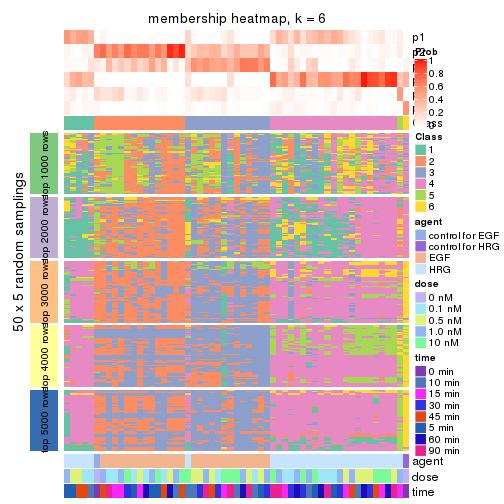 membership heatmap, k = 6
p1
p2
Prob
1
0.8
0.6
0.4
0.2
0
Class
1
2
3
4
5
6
agent
control for EGF
control for HRG
EGF
HRG
dose
0 nM
0.1 nM
0.5 nM
1.0 nM
10 nM
time
0 min
10 min
15 min
30 min
45 min
5 min
60 min
90 min
50 x 5 random samplings
top 1000 rows
top 2000 rows
top 3000 rows
top 4000 rows
top 5000 rows
agent
dose
time